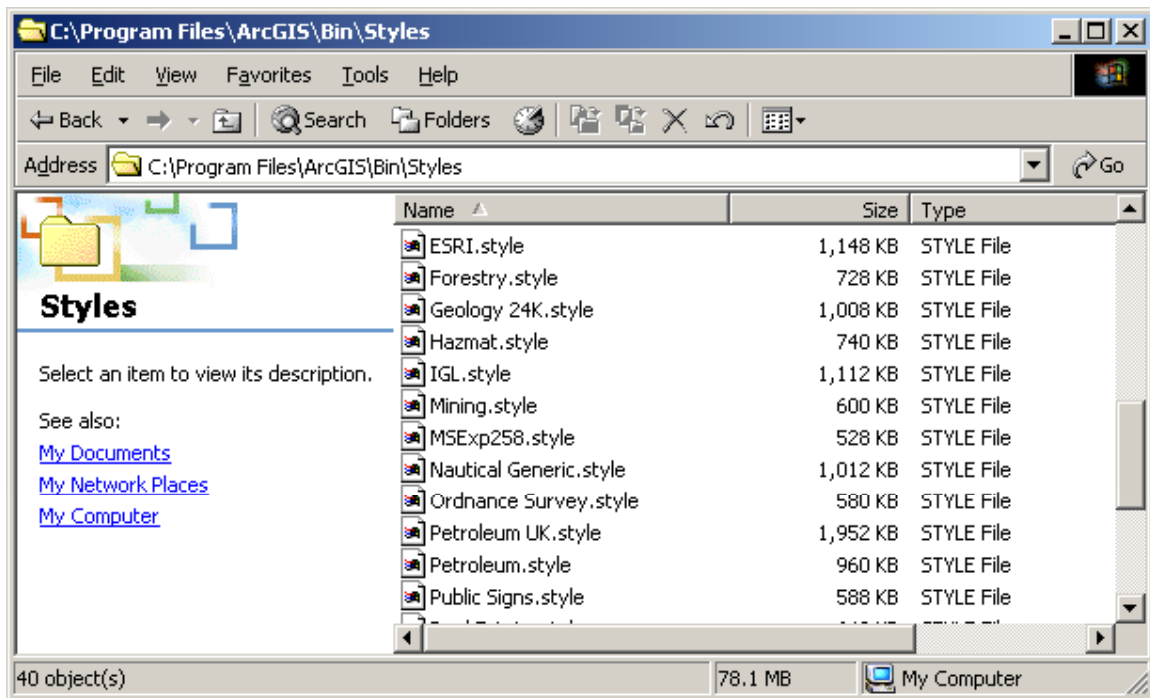 C:\Program Files\ArcGIS\Bin\Styles
File Edit View Favorites Tools Help
Back Search Folders
Address C:\Program Files\ArcGIS\Bin\Styles Go
Name Size Type
ESRI.style 1,148 KB STYLE File
Forestry.style 728 KB STYLE File
Geology 24K.style 1,008 KB STYLE File
Hazmat.style 740 KB STYLE File
IGL.style 1,112 KB STYLE File
Mining.style 600 KB STYLE File
MSExp258.style 528 KB STYLE File
Nautical Generic.style 1,012 KB STYLE File
Ordnance Survey.style 580 KB STYLE File
Petroleum UK.style 1,952 KB STYLE File
Petroleum.style 960 KB STYLE File
Public Signs.style 588 KB STYLE File
Styles
Select an item to view its description.
See also:
My Documents
My Network Places
My Computer
40 object(s) 78.1 MB My Computer